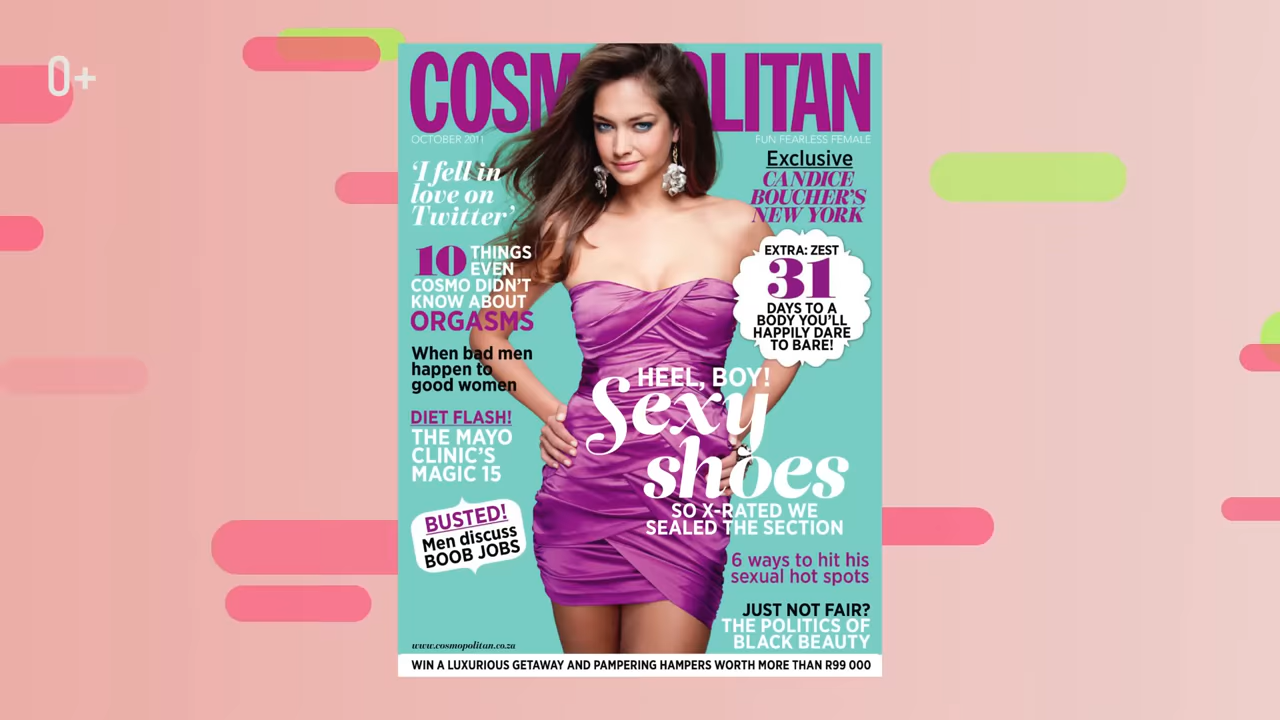 0+
COSMOPOLITAN
OCTOBER 2011
FUN FEARLESS FEMALE
'I fell in
love on
Twitter'
10 THINGS
EVEN
COSMO DIDN'T
KNOW ABOUT
ORGASMS
When bad men
happen to
good women
DIET FLASH!
THE MAYO
CLINIC'S
MAGIC 15
BUSTED!
Men discuss
BOOB JOBS
www.cosmopolitan.co.za
Exclusive
CANDICE
BOUCHER'S
NEW YORK
EXTRA: ZEST
31
DAYS TO A
BODY YOU'LL
HAPPILY DARE
TO BARE!
HEEL, BOY!
Sexy
shoes
SO X-RATED WE
SEALED THE SECTION
6 ways to hit his
sexual hot spots
JUST NOT FAIR?
THE POLITICS OF
BLACK BEAUTY
WIN A LUXURIOUS GETAWAY AND PAMPERING HAMPERS WORTH MORE THAN R99 000